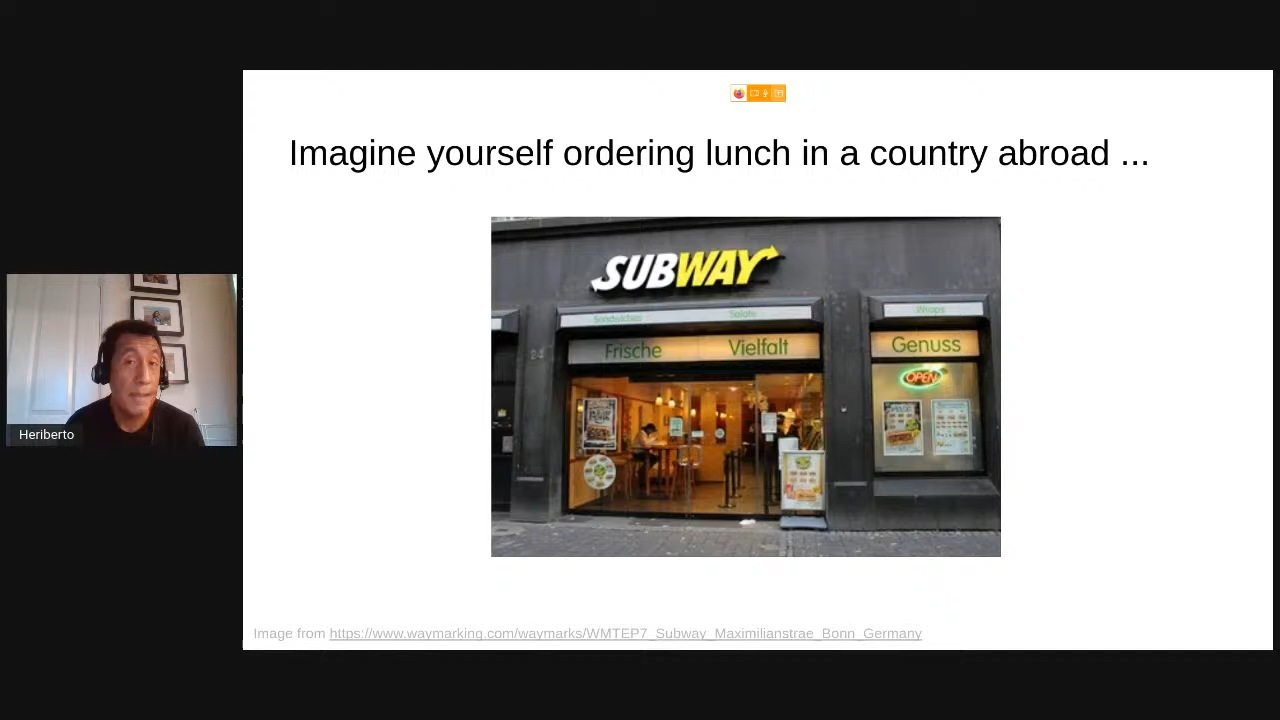 Imagine yourself ordering lunch in a country abroad ...
SUBWAY
Sandwiches Salate Wraps
Frische Vielfalt Genuss
24
OPEN
Heriberto
Image from https://www.waymarking.com/waymarks/WMTEP7_Subway_Maximilianstrae_Bonn_Germany